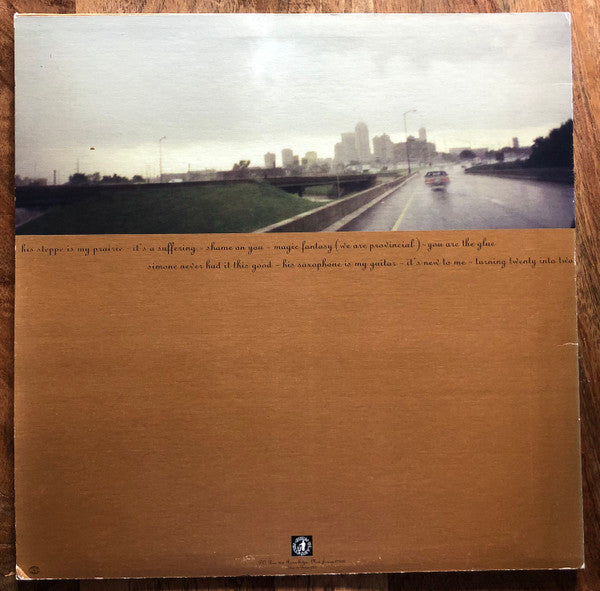 his steppe is my prairie - it's a suffering - shame on you - magic fantasy (we are provincial) - you are the glue
simone never had it this good - his saxophone is my guitar - it's new to me - turning twenty into two